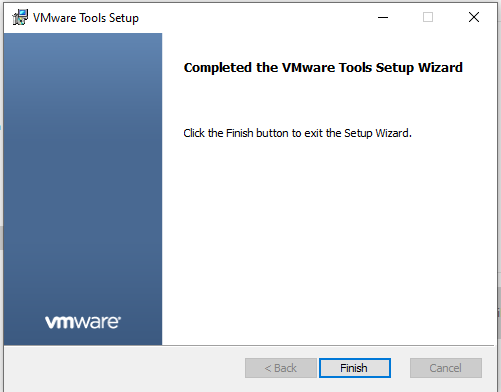 VMware Tools Setup
Completed the VMware Tools Setup Wizard
Click the Finish button to exit the Setup Wizard.
vmware®
< Back
Finish
Cancel